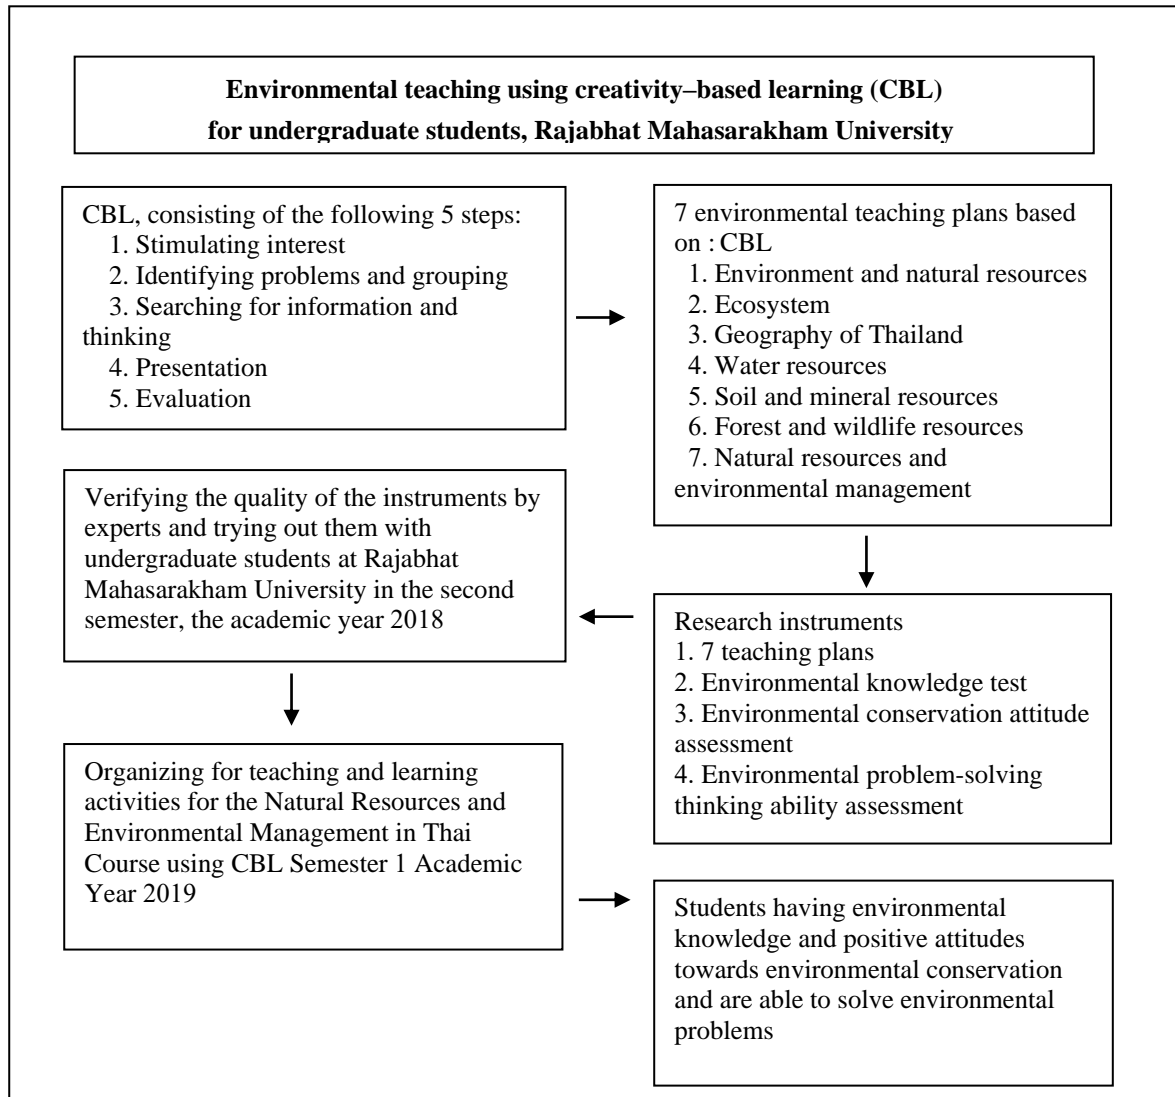 Environmental teaching using creativity–based learning (CBL)
for undergraduate students, Rajabhat Mahasarakham University
CBL, consisting of the following 5 steps:
1. Stimulating interest
2. Identifying problems and grouping
3. Searching for information and
thinking
4. Presentation
5. Evaluation
7 environmental teaching plans based
on : CBL
1. Environment and natural resources
2. Ecosystem
3. Geography of Thailand
4. Water resources
5. Soil and mineral resources
6. Forest and wildlife resources
7. Natural resources and
environmental management
Research instruments
1. 7 teaching plans
2. Environmental knowledge test
3. Environmental conservation attitude
assessment
4. Environmental problem-solving
thinking ability assessment
Verifying the quality of the instruments by
experts and trying out them with
undergraduate students at Rajabhat
Mahasarakham University in the second
semester, the academic year 2018
Organizing for teaching and learning
activities for the Natural Resources and
Environmental Management in Thai
Course using CBL Semester 1 Academic
Year 2019
Students having environmental
knowledge and positive attitudes
towards environmental conservation
and are able to solve environmental
problems